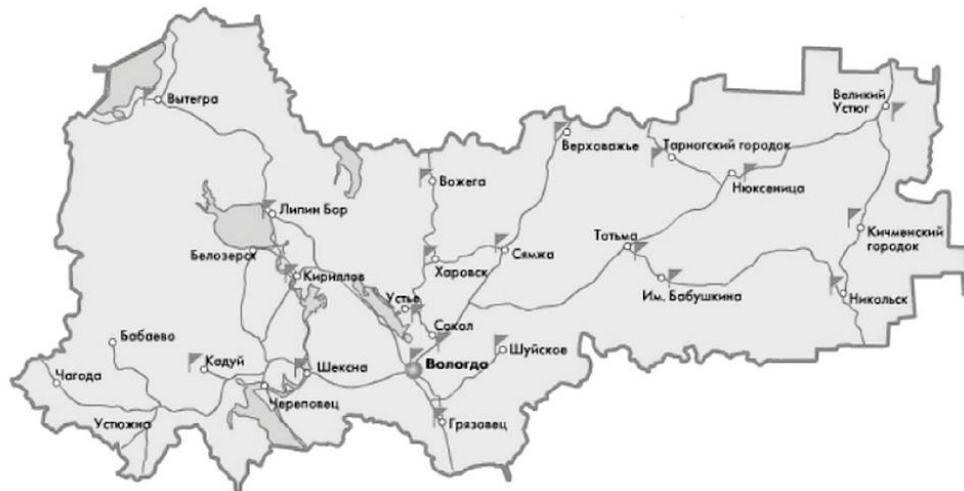 Вытегра
Великий
Устюг
Верховажье
Тарногский городок
Нюксеница
Вожега
Липин Бор
Кичменский
городок
Тотьма
Белозерск
Харовск
Сямжа
Кириллов
Им. Бабушкина
Никольск
Устье
Сокол
Бабаево
Шуйское
Кадуй
Шексна
Вологда
Чагода
Череповец
Устюжна
Грязовец